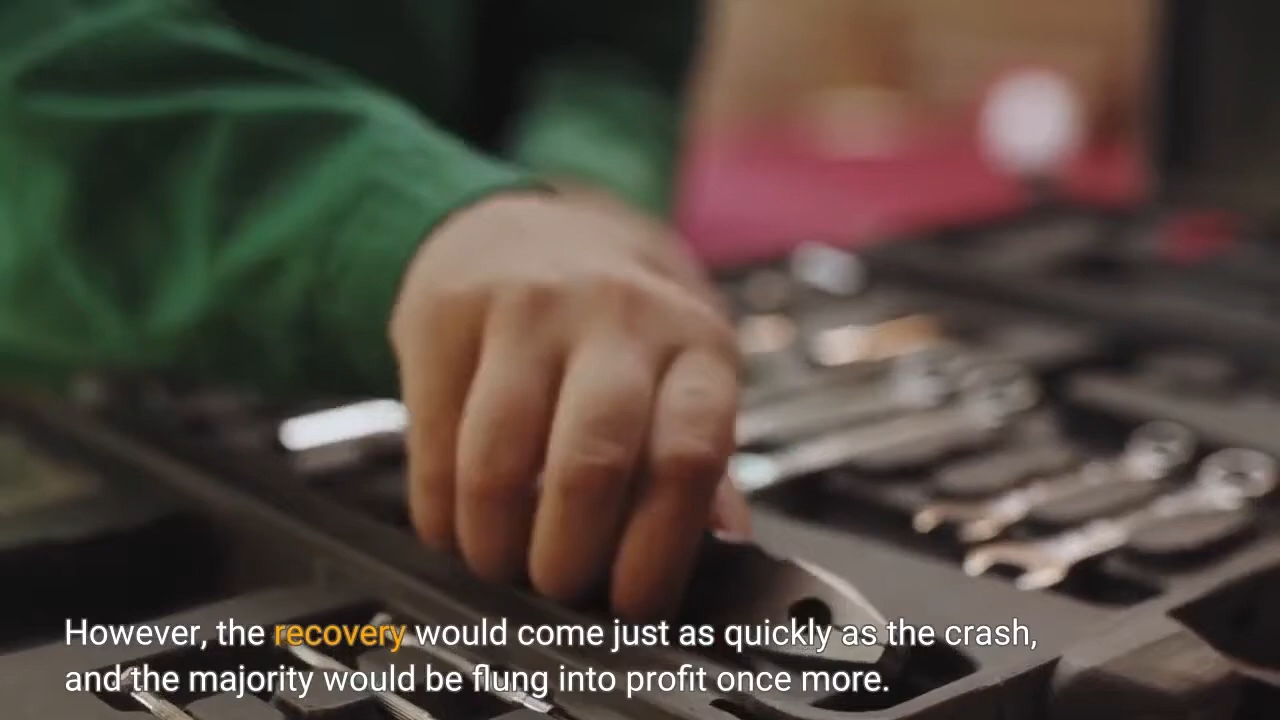 However, the recovery would come just as quickly as the crash,
and the majority would be flung into profit once more.